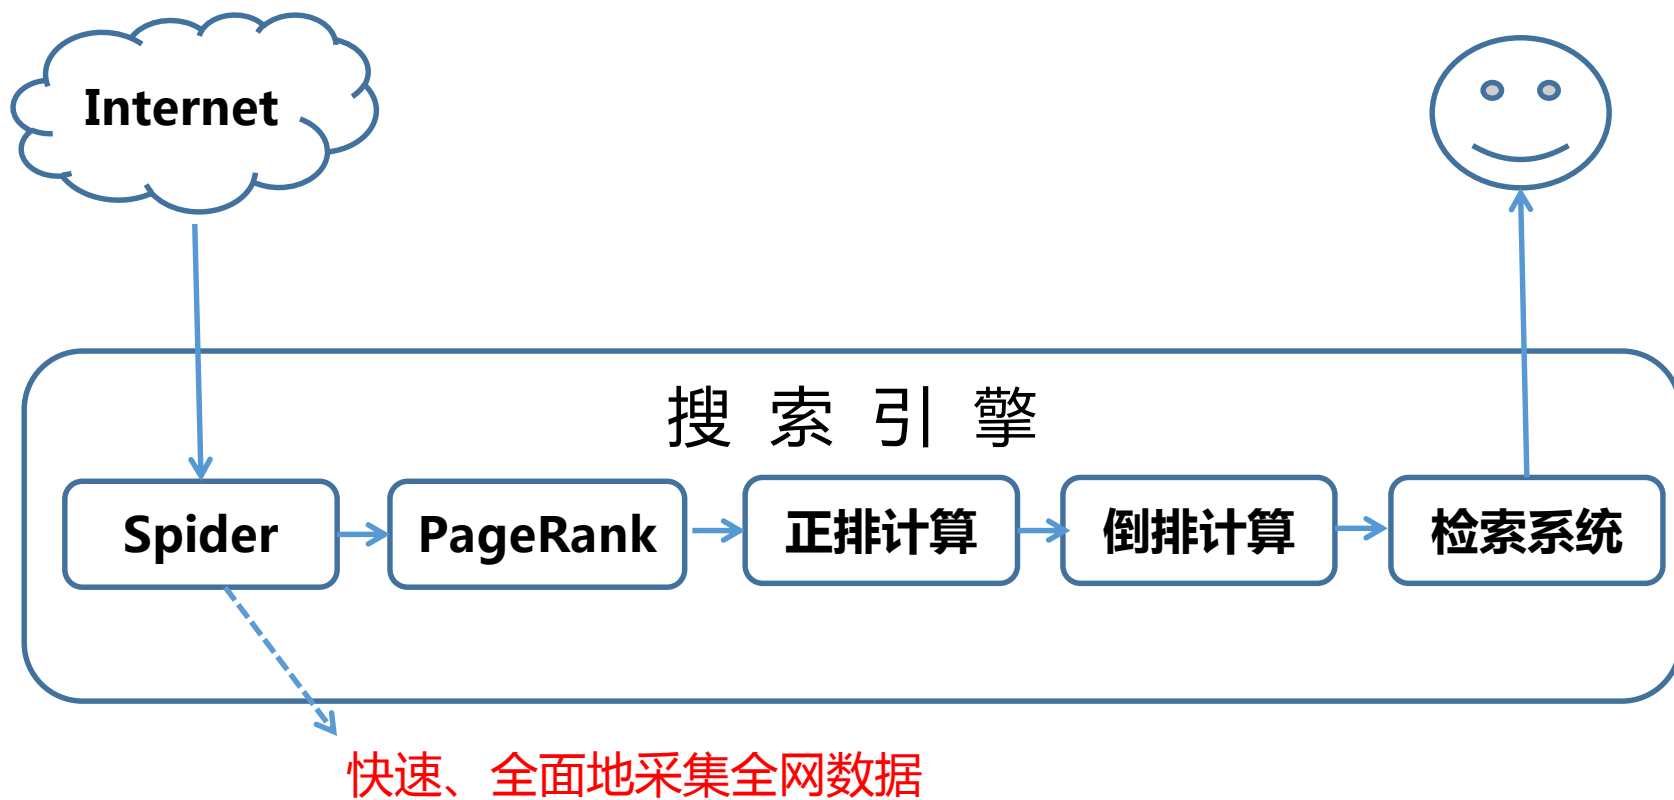 Internet
搜 索 引 擎
Spider
PageRank
正排计算
倒排计算
检索系统
快速、全面地采集全网数据